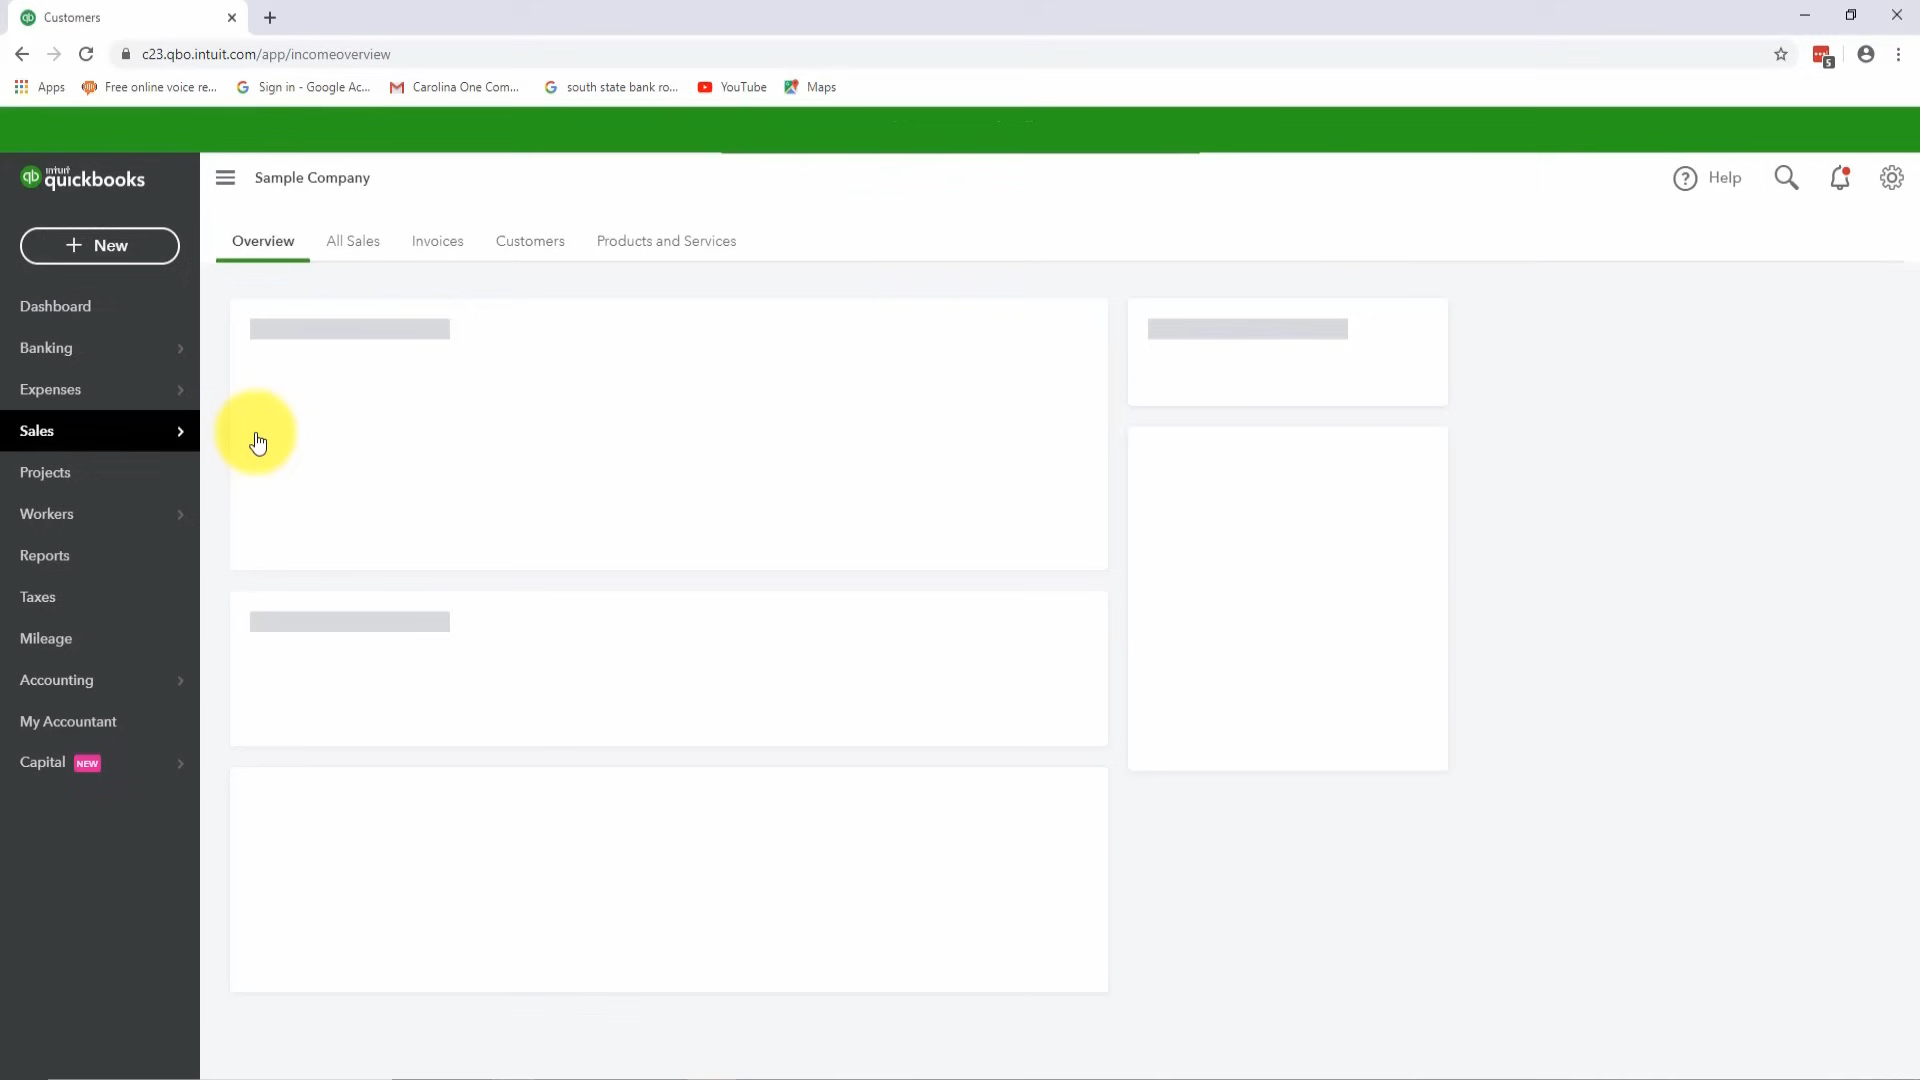 Customers
c23.qbo.intuit.com/app/incomeoverview
Apps
Free online voice re...
Sign in - Google Ac...
Carolina One Com...
south state bank ro...
YouTube
Maps
5
intuit
quickbooks
Sample Company
Help
New
Overview
All Sales
Invoices
Customers
Products and Services
Dashboard
Banking
Expenses
Sales
Projects
Workers
Reports
Taxes
Mileage
Accounting
My Accountant
Capital NEW